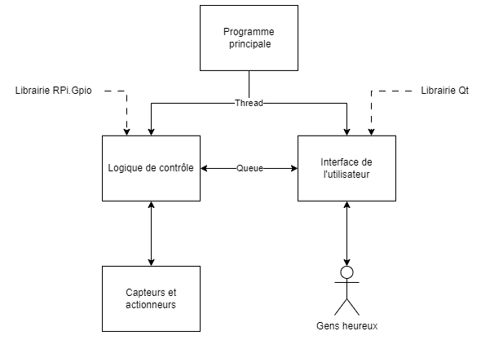 Programme
principale
Librairie RPi.Gpio
Thread
Librairie Qt
Logique de contrôle
Queue
Interface de
l'utilisateur
Capteurs et
actionneurs
Gens heureux